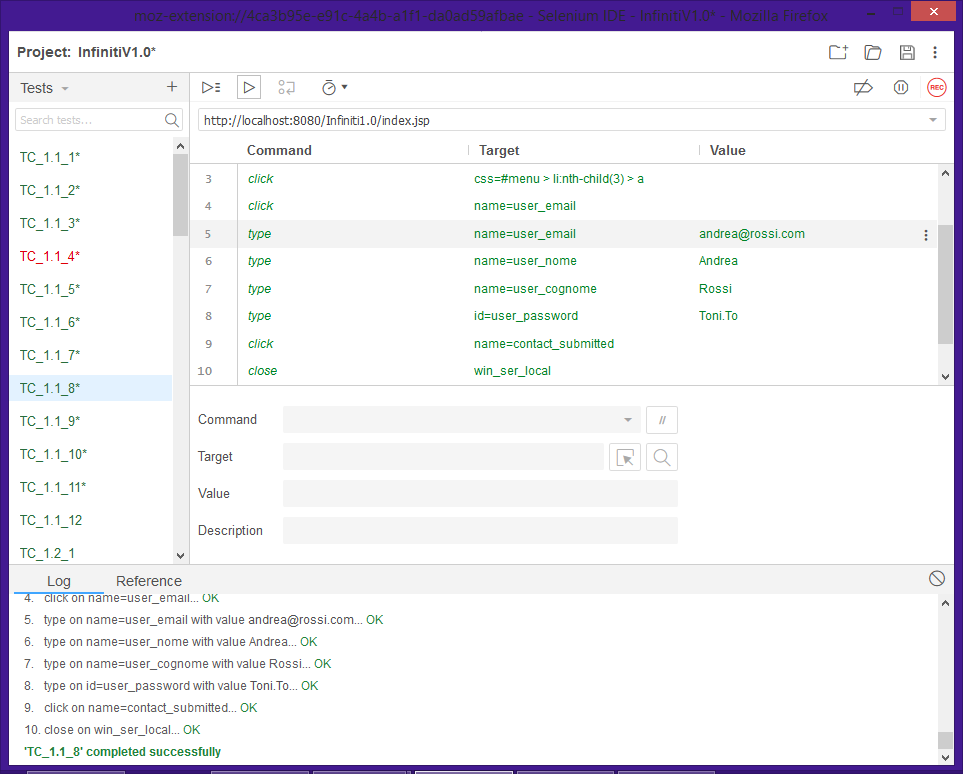 moz-extension://4ca3b95e-e91c-4a4b-a1f1-da0ad59afbae - Selenium IDE - InfinitiV1.0* - Mozilla Firefox
Project: InfinitiV1.0*
Tests
Search tests...
TC_1.1_1*
TC_1.1_2*
TC_1.1_3*
TC_1.1_4*
TC_1.1_5*
TC_1.1_6*
TC_1.1_7*
TC_1.1_8*
TC_1.1_9*
TC_1.1_10*
TC_1.1_11*
TC_1.1_12
TC_1.2_1
REC
http://localhost:8080/Infiniti1.0/index.jsp
Command Target Value
3 click css=#menu > li:nth-child(3) > a
4 click name=user_email
5 type name=user_email andrea@rossi.com
6 type name=user_nome Andrea
7 type name=user_cognome Rossi
8 type id=user_password Toni.To
9 click name=contact_submitted
10 close win_ser_local
Command //
Target
Value
Description
Log Reference
4. click on name=user_email... OK
5. type on name=user_email with value andrea@rossi.com... OK
6. type on name=user_nome with value Andrea... OK
7. type on name=user_cognome with value Rossi... OK
8. type on id=user_password with value Toni.To... OK
9. click on name=contact_submitted... OK
10. close on win_ser_local... OK
'TC_1.1_8' completed successfully